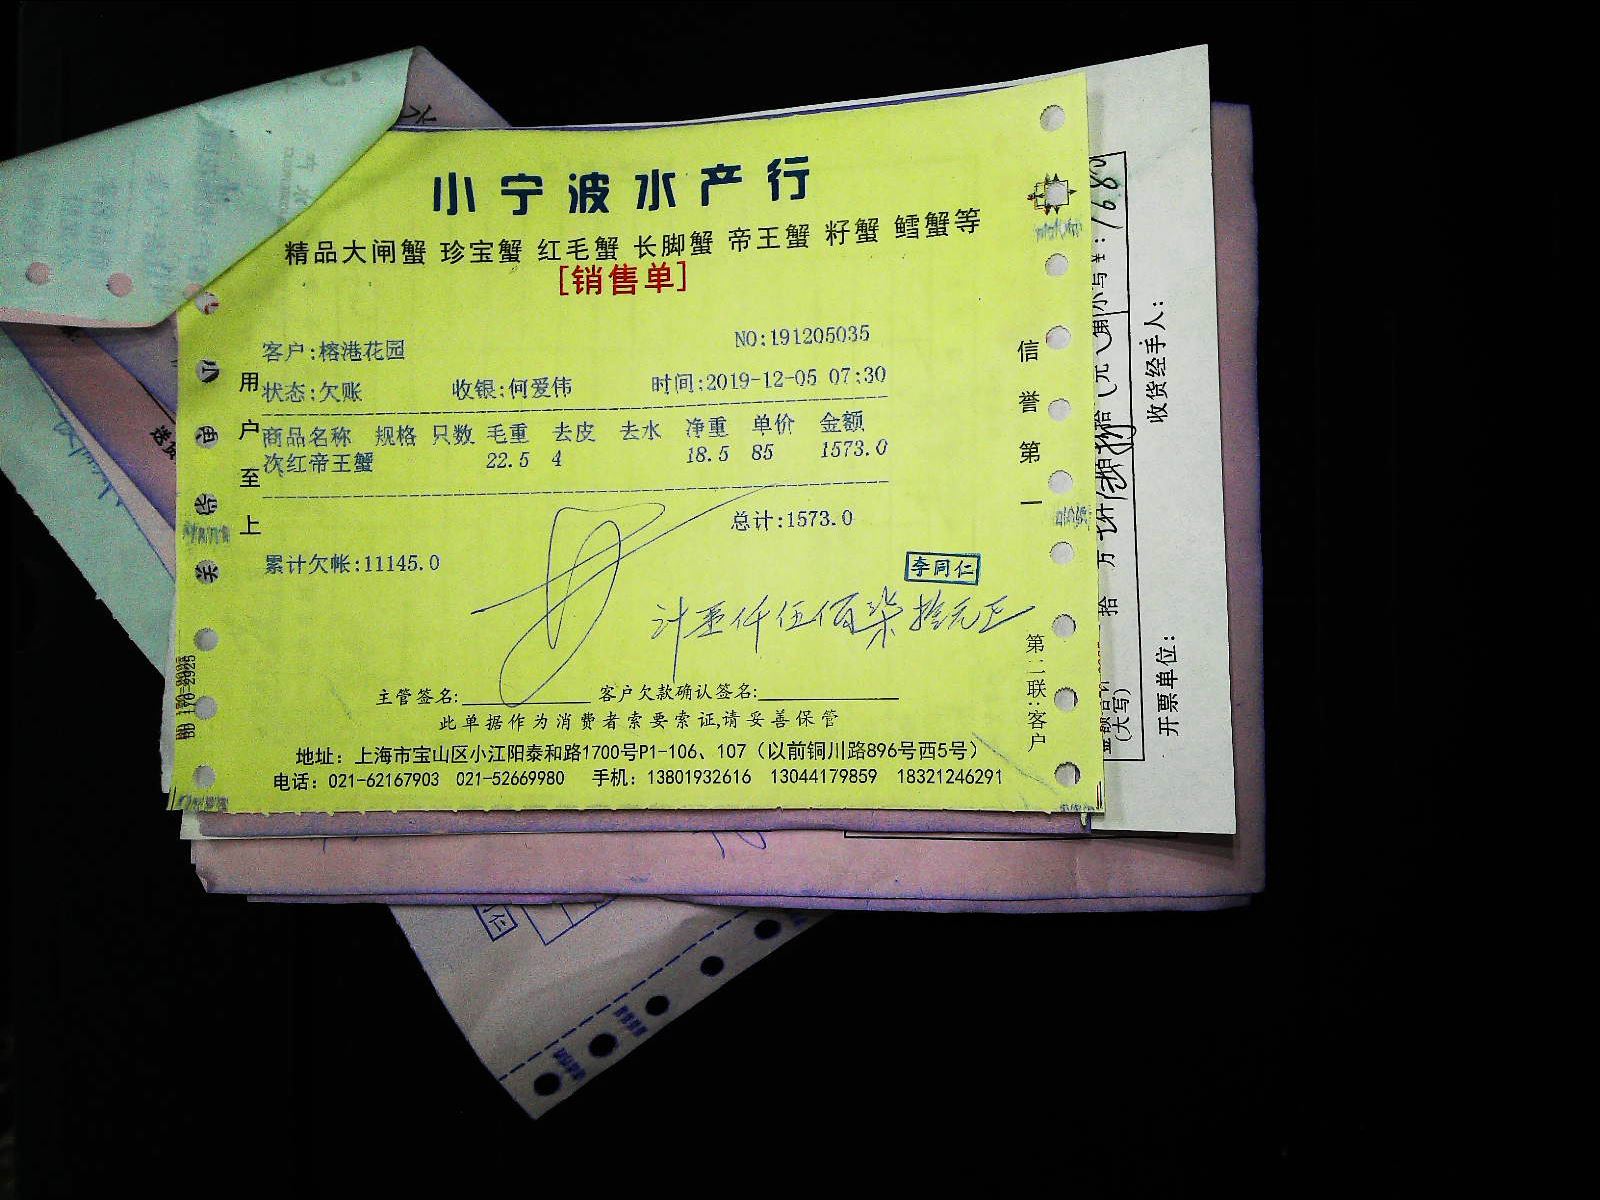 小宁波水产行
精品大闸蟹 珍宝蟹 红毛蟹 长脚蟹 帝王蟹 籽蟹 鳕蟹等
[销售单]
客户:榕港花园
NO:191205035
状态:欠账 收银:何爱伟 时间:2019-12-05 07:30
商品名称 规格 只数 毛重 去皮 去水 净重 单价 金额
次红帝王蟹 22.5 4 18.5 85 1573.0
总计:1573.0
累计欠帐:11145.0
李同仁
计壹仟伍佰柒拾元正
主管签名: 客户欠款确认签名:
此单据作为消费者索要索证,请妥善保管
地址：上海市宝山区小江阳泰和路1700号P1-106、107（以前铜川路896号西5号）
电话：021-62167903 021-52669980 手机：13801932616 13044179859 18321246291
用户至上
信誉第一
第二联:客户
收货经手人:
开票单位:
(大写)